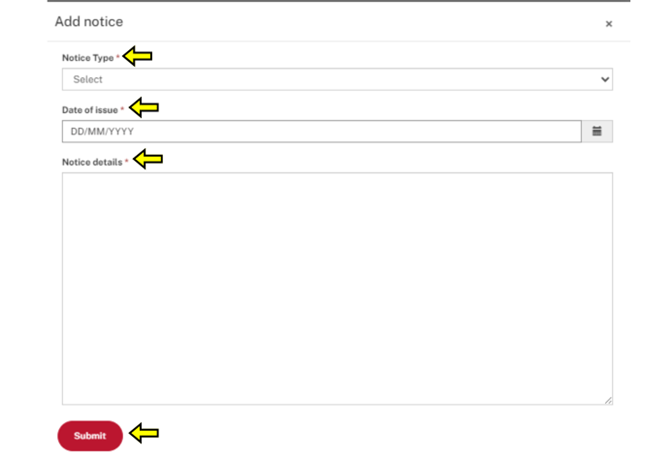 Add notice ×
Notice Type *
Select
Date of issue *
DD/MM/YYYY
Notice details *
Submit